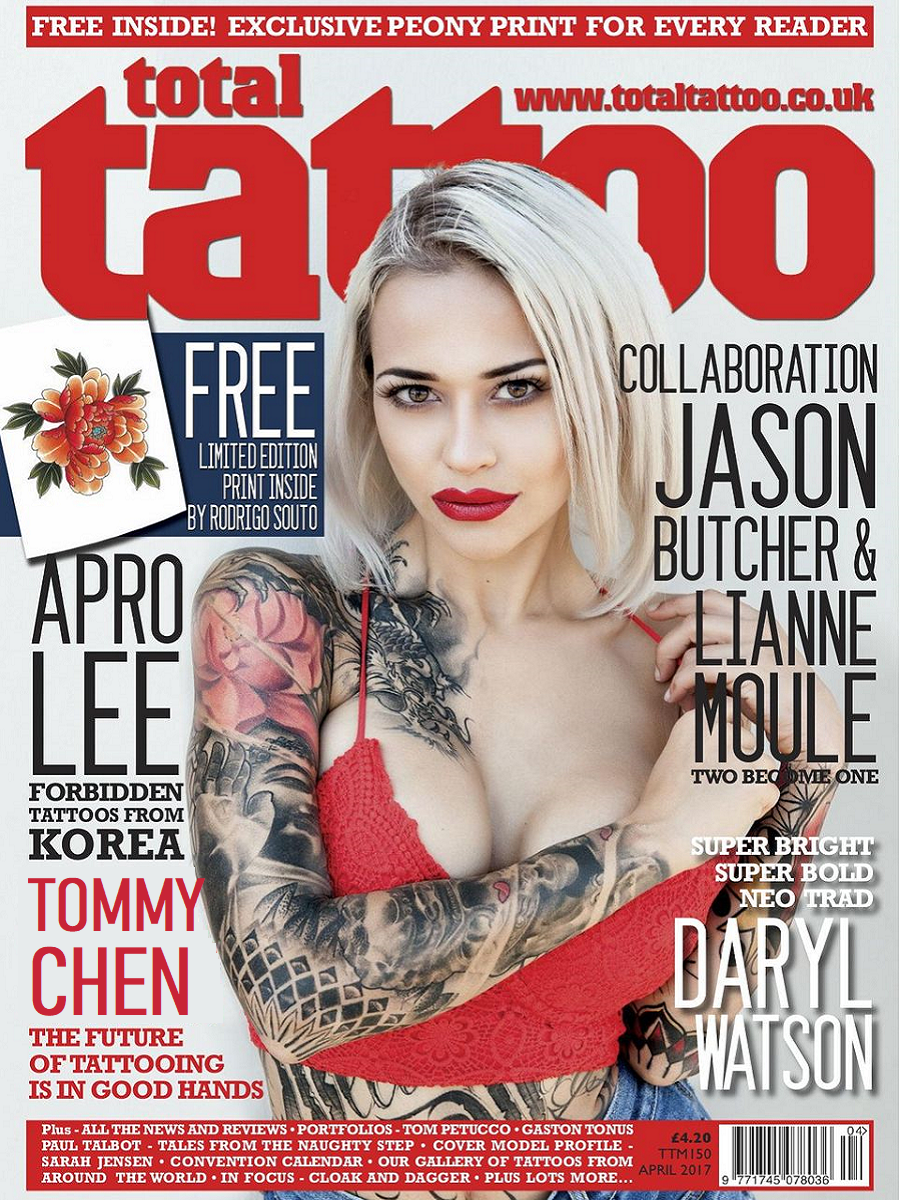 FREE INSIDE! EXCLUSIVE PEONY PRINT FOR EVERY READER
total
www.totaltattoo.co.uk
tattoo
FREE
LIMITED EDITION
PRINT INSIDE
BY RODRIGO SOUTO
APRO
LEE
FORBIDDEN
TATTOOS FROM
KOREA
TOMMY
CHEN
THE FUTURE
OF TATTOOING
IS IN GOOD HANDS
COLLABORATION
JASON
BUTCHER &
LIANNE
MOULE
TWO BECOME ONE
SUPER BRIGHT
SUPER BOLD
NEO TRAD
DARYL
WATSON
Plus - ALL THE NEWS AND REVIEWS • PORTFOLIOS - TOM PETUCCO - GASTON TONUS
PAUL TALBOT - TALES FROM THE NAUGHTY STEP • COVER MODEL PROFILE -
SARAH JENSEN • CONVENTION CALENDAR • OUR GALLERY OF TATTOOS FROM
AROUND THE WORLD • IN FOCUS - CLOAK AND DAGGER • PLUS LOTS MORE...
£4.20
TTM150
APRIL 2017
04>
9 771745 078036